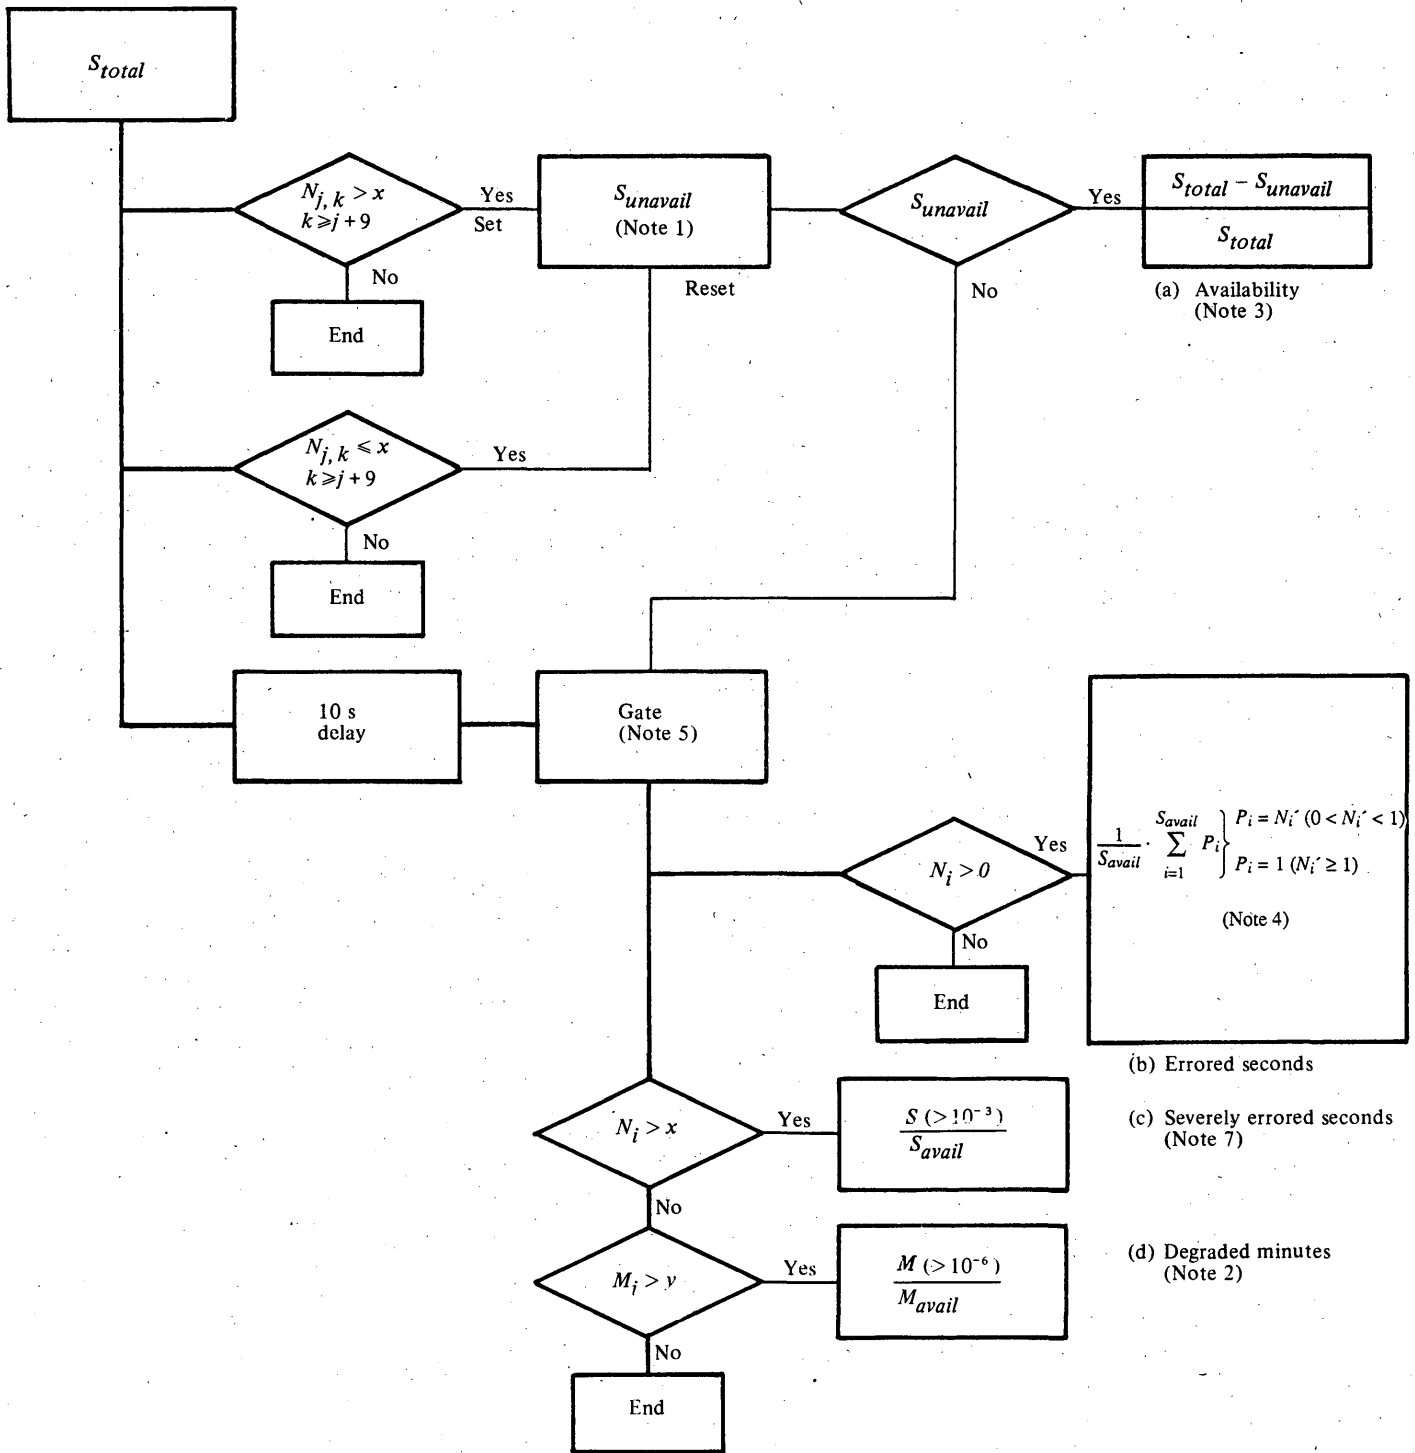 S_total
N_j, k > x
k ≥ j + 9
Yes
Set
No
End
S_unavail
(Note 1)
Reset
S_unavail
Yes
No
S_total − S_unavail
S_total
(a) Availability
(Note 3)
N_j, k ≤ x
k ≥ j + 9
Yes
No
End
10 s
delay
Gate
(Note 5)
N_i > 0
Yes
No
End
1/S_avail · S_avail ∑ i=1 P_i } P_i = N_i′ (0 < N_i′ < 1)
P_i = 1 (N_i′ ≥ 1)
(Note 4)
(b) Errored seconds
N_i > x
Yes
No
S (> 10⁻³)
S_avail
(c) Severely errored seconds
(Note 7)
M_i > y
Yes
No
M (> 10⁻⁶)
M_avail
(d) Degraded minutes
(Note 2)
End